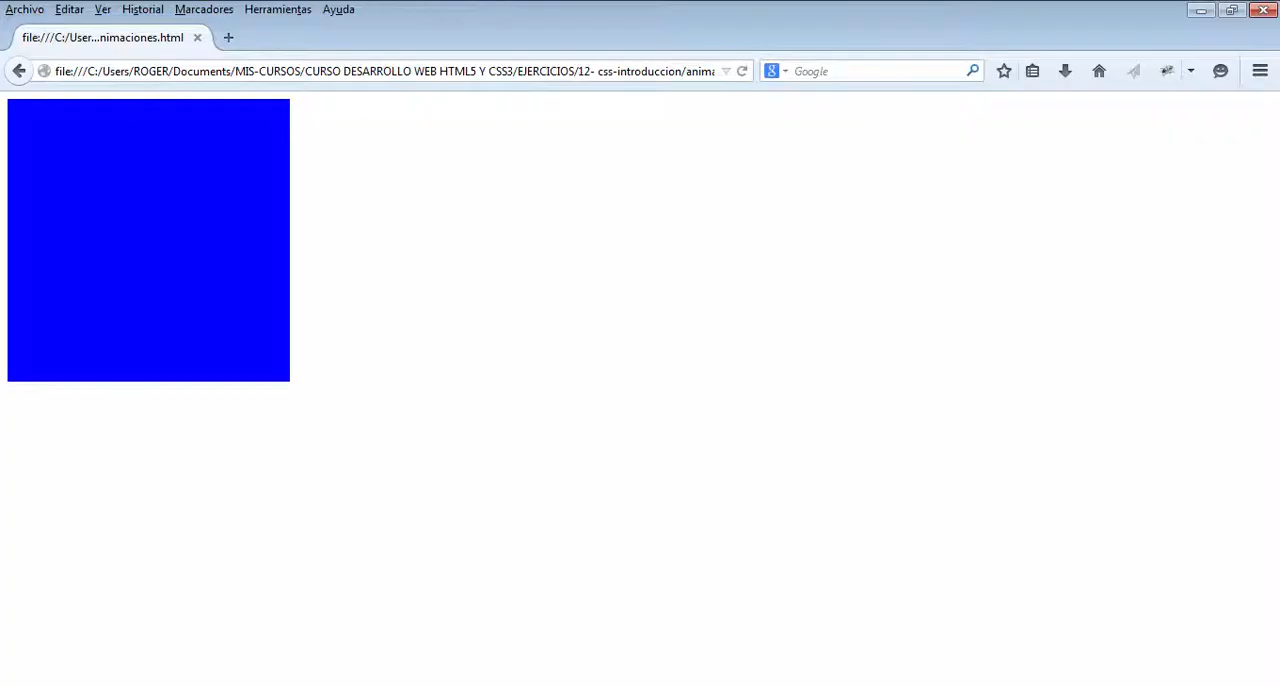 Archivo Editar Ver Historial Marcadores Herramientas Ayuda
file:///C:/User...nimaciones.html
file:///C:/Users/ROGER/Documents/MIS-CURSOS/CURSO DESARROLLO WEB HTML5 Y CSS3/EJERCICIOS/12- css-introduccion/anima
8 Google